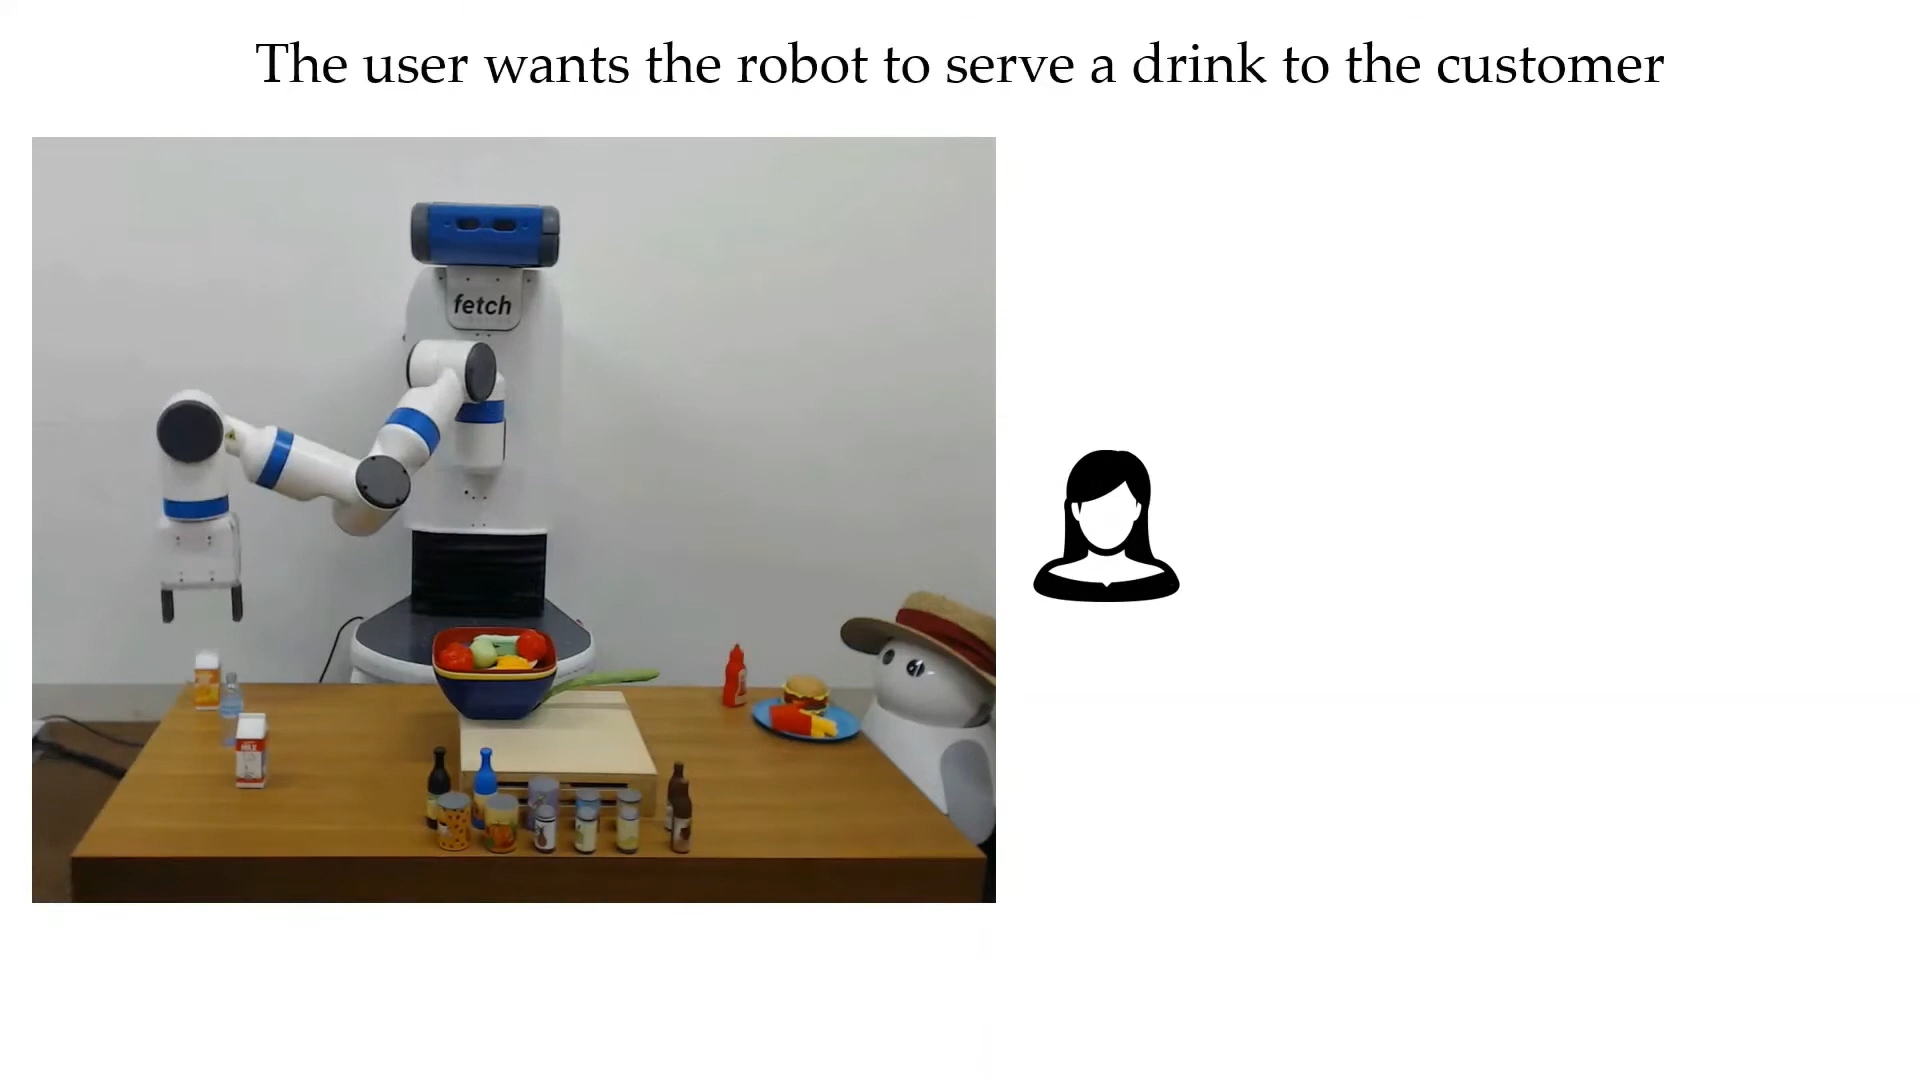 The user wants the robot to serve a drink to the customer
fetch
MILK